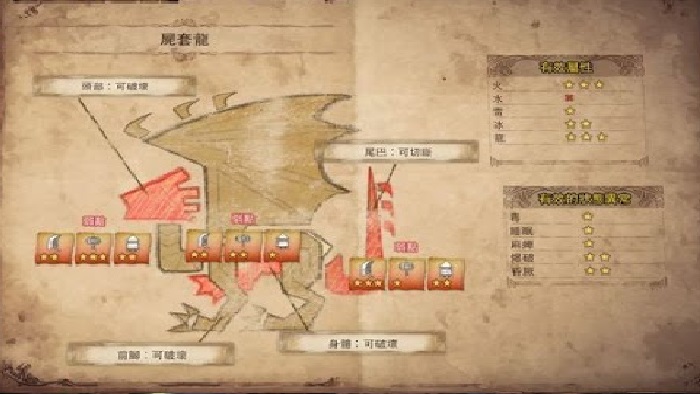 屍套龍
頭部：可破壞
有效屬性
火
水
雷
冰
龍
尾巴：可切斷
弱點
弱點
弱點
有效的狀態異常
毒
睡眠
麻痺
爆破
昏厥
前腳：可破壞
身體：可破壞